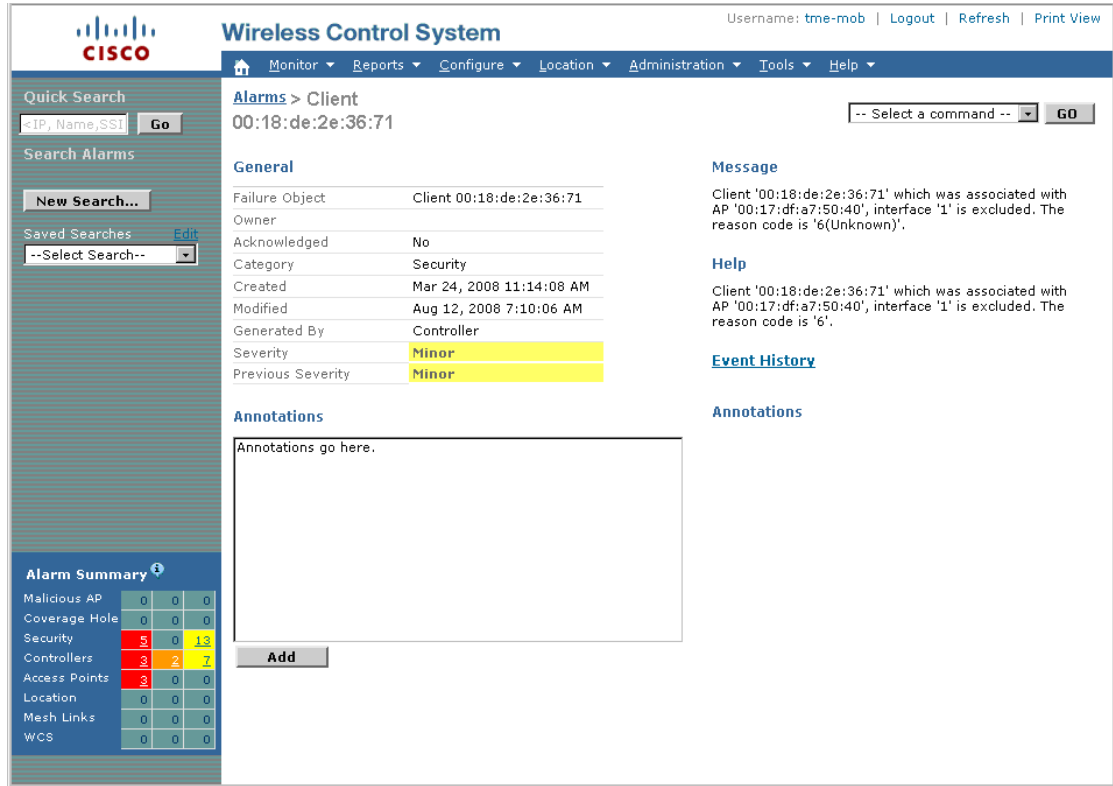 CISCO
Wireless Control System
Username: tme-mob | Logout | Refresh | Print View
Monitor Reports Configure Location Administration Tools Help
Quick Search
<IP, Name,SSI Go
Search Alarms
New Search...
Saved Searches Edit
--Select Search--
Alarms > Client
00:18:de:2e:36:71
-- Select a command -- GO
General
Failure Object Client 00:18:de:2e:36:71
Owner
Acknowledged No
Category Security
Created Mar 24, 2008 11:14:08 AM
Modified Aug 12, 2008 7:10:06 AM
Generated By Controller
Severity Minor
Previous Severity Minor
Message
Client '00:18:de:2e:36:71' which was associated with
AP '00:17:df:a7:50:40', interface '1' is excluded. The
reason code is '6(Unknown)'.
Help
Client '00:18:de:2e:36:71' which was associated with
AP '00:17:df:a7:50:40', interface '1' is excluded. The
reason code is '6'.
Event History
Annotations
Annotations
Annotations go here.
Add
Alarm Summary
Malicious AP 0 0 0
Coverage Hole 0 0 0
Security 5 0 13
Controllers 3 2 7
Access Points 3 0 0
Location 0 0 0
Mesh Links 0 0 0
WCS 0 0 0